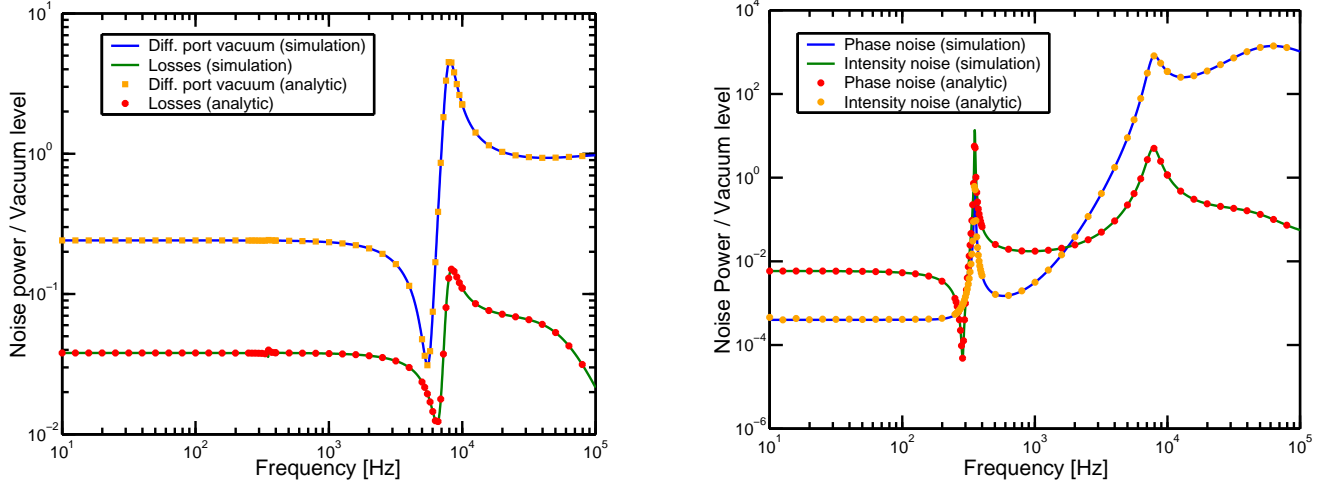 Diff. port vacuum (simulation)
Losses (simulation)
Diff. port vacuum (analytic)
Losses (analytic)
Noise power / Vacuum level
10^1
10^0
10^-1
10^-2
10^1 10^2 10^3 10^4 10^5
Frequency [Hz]
Phase noise (simulation)
Intensity noise (simulation)
Phase noise (analytic)
Intensity noise (analytic)
Noise Power / Vacuum level
10^4
10^2
10^0
10^-2
10^-4
10^-6
10^1 10^2 10^3 10^4 10^5
Frequency [Hz]